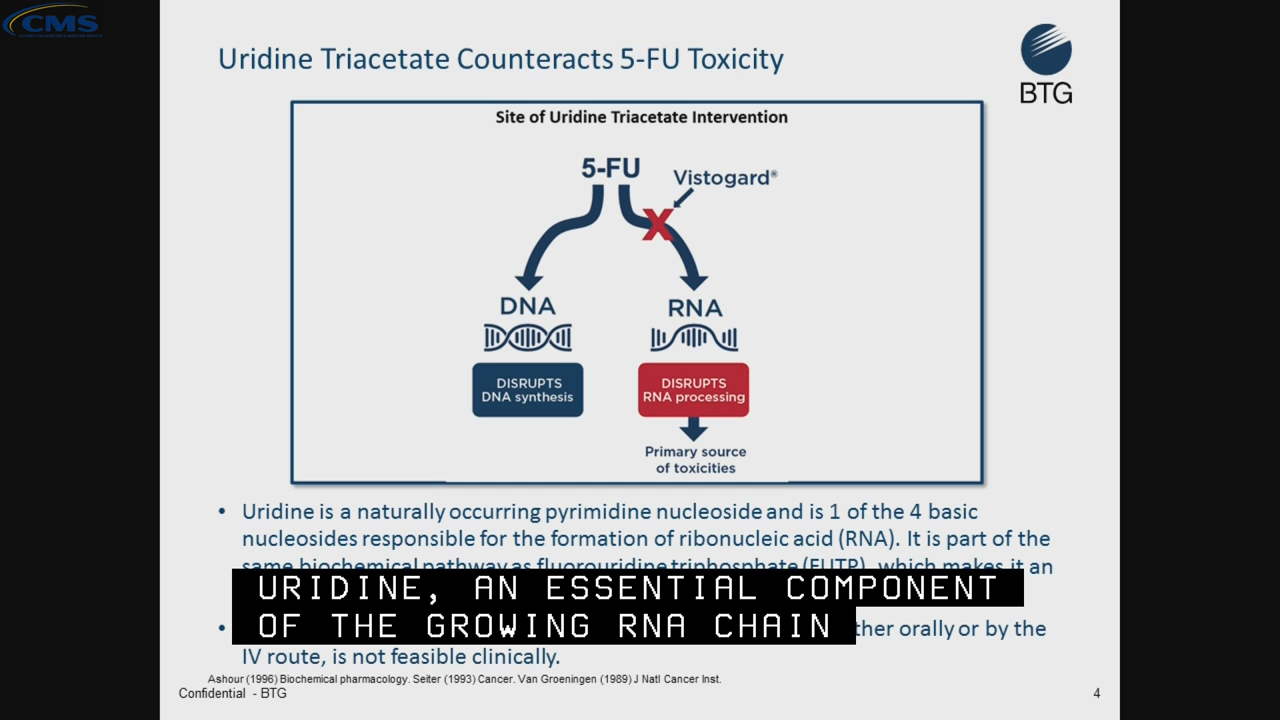 CMS
Uridine Triacetate Counteracts 5-FU Toxicity
BTG
Site of Uridine Triacetate Intervention
5-FU
Vistogard®
DNA
RNA
DISRUPTS
DNA synthesis
DISRUPTS
RNA processing
Primary source
of toxicities
• Uridine is a naturally occurring pyrimidine nucleoside and is 1 of the 4 basic
nucleosides responsible for the formation of ribonucleic acid (RNA). It is part of the
same biochemical pathway as fluorouridine triphosphate (FUTP), which makes it an
URIDINE, AN ESSENTIAL COMPONENT
OF THE GROWING RNA CHAIN
• orally or by the
IV route, is not feasible clinically.
Ashour (1996) Biochemical pharmacology. Seiter (1993) Cancer. Van Groeningen (1989) J Natl Cancer Inst.
Confidential - BTG
4